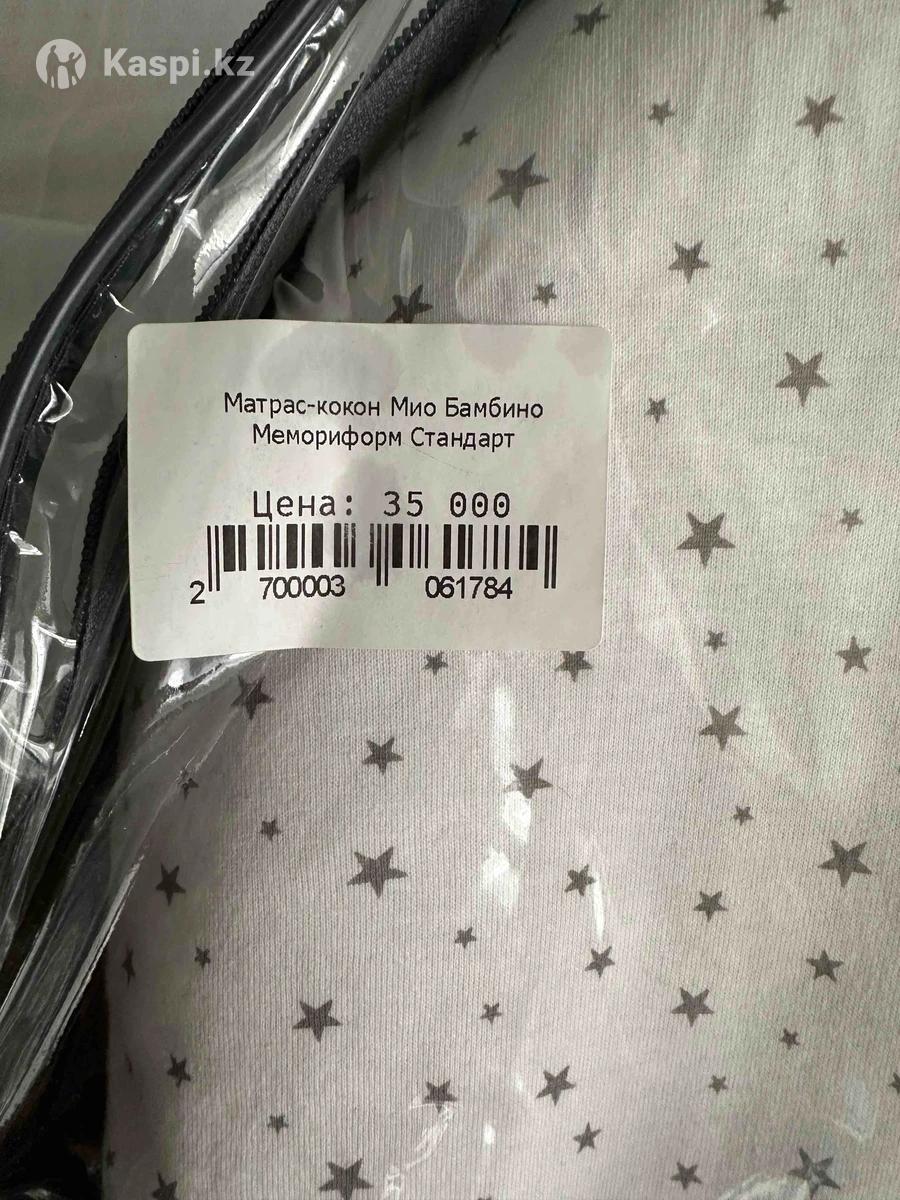 Kaspi.kz
Матрас-кокон Мио Бамбино
Мемориформ Стандарт
Цена: 35 000
2 700003 061784